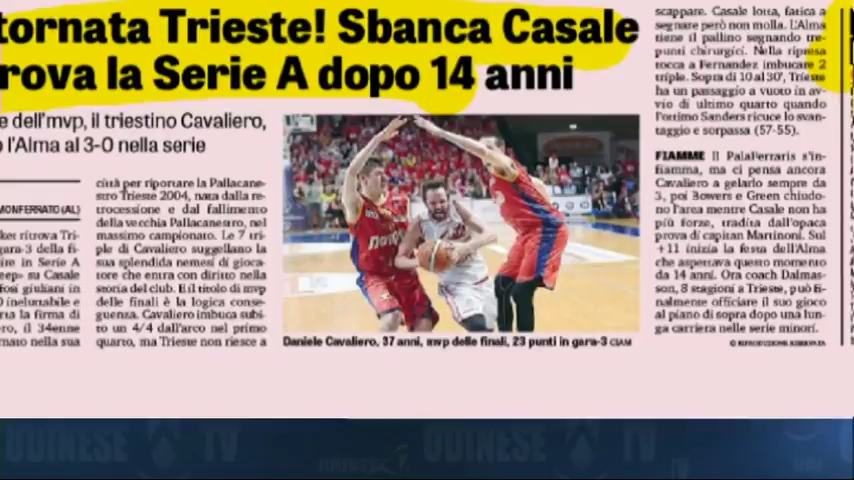 tornata Trieste! Sbanca Casale
rova la Serie A dopo 14 anni
e dell'mvp, il triestino Cavaliero,
o l'Alma al 3-0 nella serie
MONFERRATO (AL)
ker ritrova Tri-
gara-3 della fi-
ire in Serie A
eep» su Casale
fosi giuliani in
0 ineluttabile e
la firma di
ro, il 34enne
nato nella sua
città per riportare la Pallacane-
stro Trieste 2004, nata dalla re-
trocessione e dal fallimento
della vecchia Pallacanestro, nel
massimo campionato. Le 7 tri-
ple di Cavaliero suggellano la
sua splendida nemesi di gioca-
tore che entra con diritto nella
storia del club. E il titolo di mvp
delle finali è la logica conse-
guenza. Cavaliero imbuca subi-
to un 4/4 dall'arco nel primo
quarto, ma Trieste non riesce a
Daniele Cavaliero, 37 anni, mvp delle finali, 23 punti in gara-3 CIAM
scappare. Casale lotta, fatica a
segnare però non molla. L'Alma
tiene il pallino segnando tre
punti chirurgici. Nella ripresa
tocca a Fernandez imbucare 2
triple. Sopra di 10 al 30', Trieste
ha un passaggio a vuoto in av-
vio di ultimo quarto quando
l'ottimo Sanders ricuce lo svan-
taggio e sorpassa (57-55).
FIAMME Il PalaFerraris s'in-
fiamma, ma ci pensa ancora
Cavaliero a gelarlo sempre da
3, poi Bowers e Green chiudo-
no l'area mentre Casale non ha
più forze, tradita dall'opaca
prova di capitan Martinoni. Sul
+11 inizia la festa dell'Alma
che aspettava questo momento
da 14 anni. Ora coach Dalmas-
son, 8 stagioni a Trieste, può fi-
nalmente officiare il suo gioco
al piano di sopra dopo una lun-
ga carriera nelle serie minori.
© RIPRODUZIONE RISERVATA
UDINESE TV
UDINESE TV